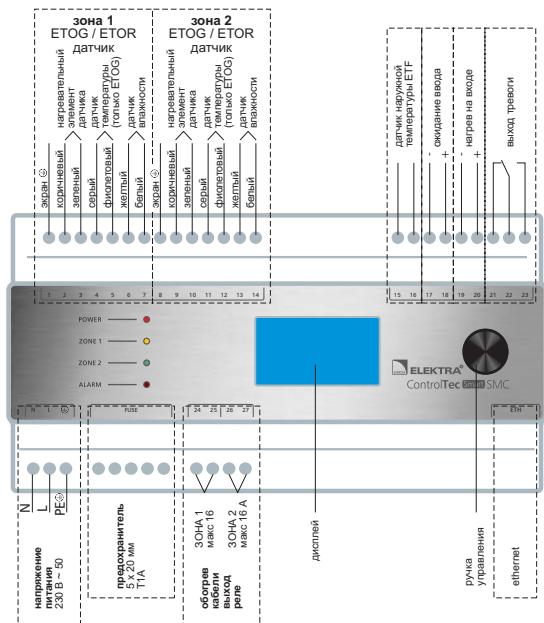 зона 1
ETOG / ETOR
датчик
зона 2
ETOG / ETOR
датчик
экран
коричневый
нагревательный
элемент
датчика
зеленый
серый
датчик
температуры
(только ETOG)
фиолетовый
желтый
датчик
влажности
белый
экран
коричневый
нагревательный
элемент
датчика
зеленый
серый
датчик
температуры
(только ETOG)
фиолетовый
желтый
датчик
влажности
белый
датчик наружной
температуры ETF
- ожидание ввода
+
- нагрев на входе
+
выход тревоги
1 2 3 4 5 6 7 8 9 10 11 12 13 14
15 16 17 18 19 20 21 22 23
POWER
ZONE 1
ZONE 2
ALARM
ELEKTRA®
ControlTec Smart SMC
N L
FUSE
24 25 26 27
ETH
N
L
PE
напряжение
питания
230 В ~ 50
предохранитель
5 x 20 мм
T1A
ЗОНА 1
макс 16
ЗОНА 2
макс 16 А
обогрев
кабели
выход
реле
дисплей
ручка
управления
ethernet